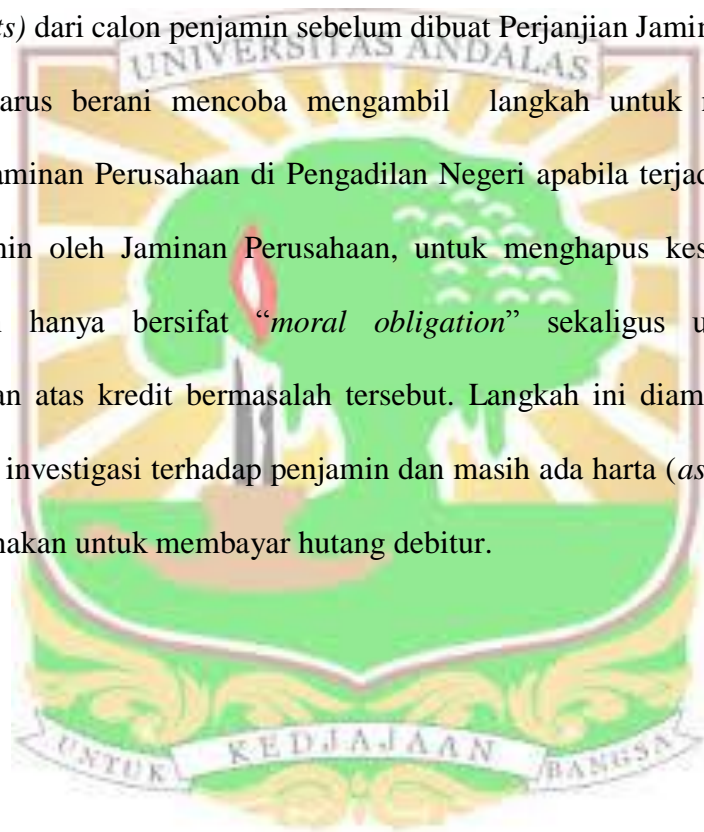 ts) dari calon penjamin sebelum dibuat Perjanjian Jamin
UNIVERSITAS ANDALAS
arus berani mencoba mengambil langkah untuk
aminan Perusahaan di Pengadilan Negeri apabila terjad
nin oleh Jaminan Perusahaan, untuk menghapus kes
hanya bersifat “moral obligation” sekaligus u
an atas kredit bermasalah tersebut. Langkah ini diam
investigasi terhadap penjamin dan masih ada harta (as
nakan untuk membayar hutang debitur.
UNTUK KEDJAJAAN BANGSA